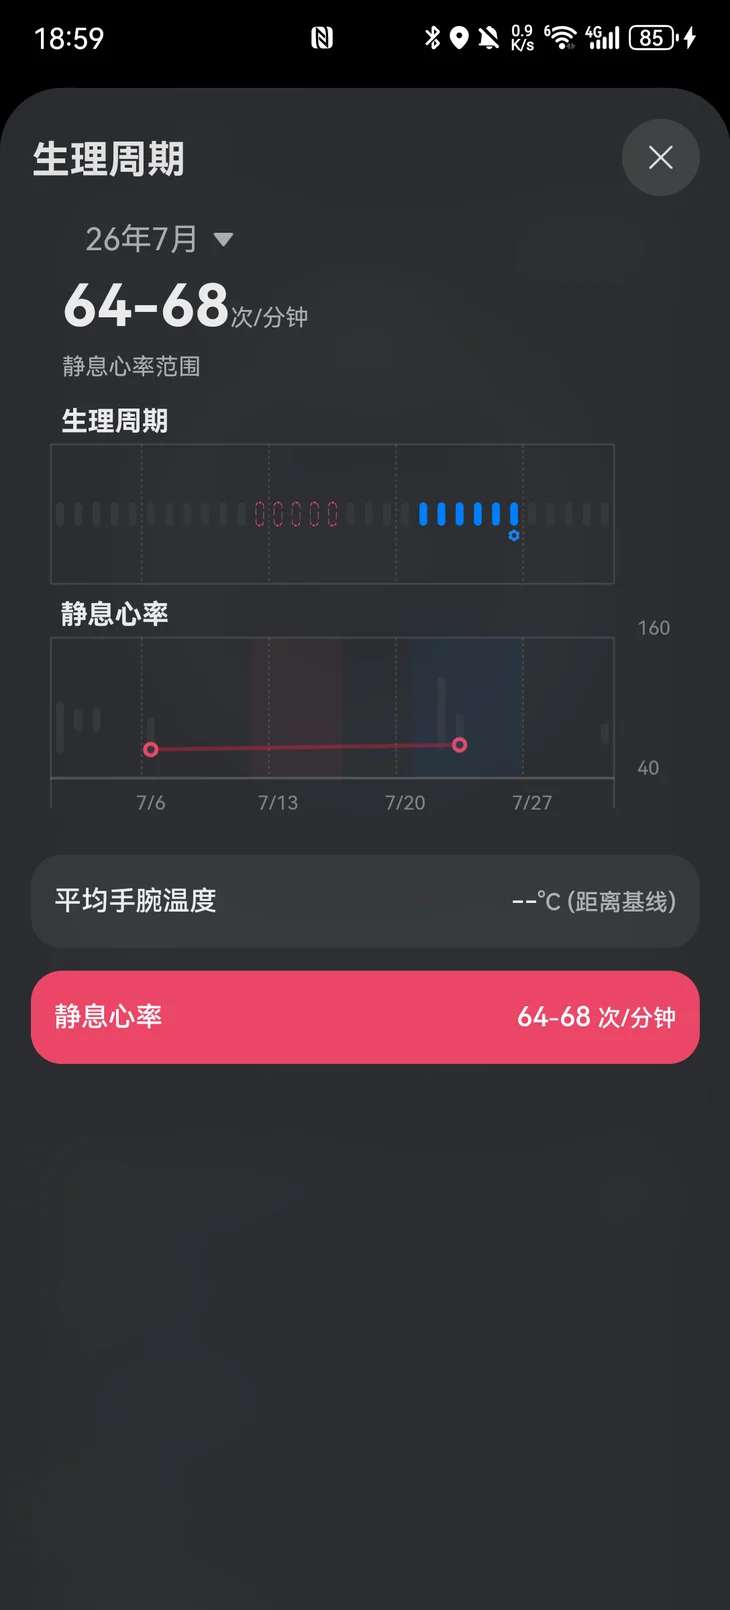 18:59
0.9 K/s 6 4G 85
生理周期
26年7月
64-68次/分钟
静息心率范围
生理周期
静息心率
160
40
7/6 7/13 7/20 7/27
平均手腕温度 --°C (距离基线)
静息心率 64-68 次/分钟